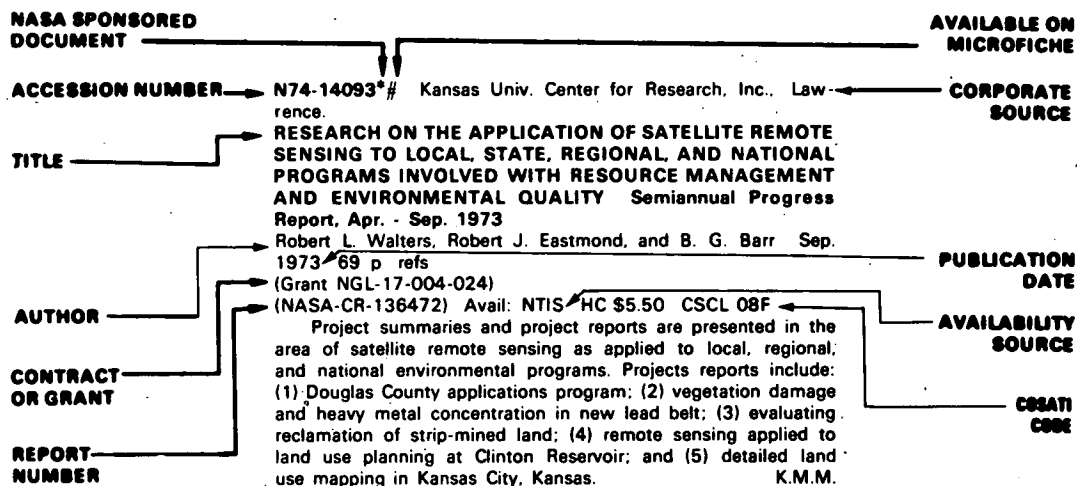 NASA SPONSORED
DOCUMENT
AVAILABLE ON
MICROFICHE
ACCESSION NUMBER
N74-14093*# Kansas Univ. Center for Research, Inc., Law-
rence.
CORPORATE
SOURCE
TITLE
RESEARCH ON THE APPLICATION OF SATELLITE REMOTE
SENSING TO LOCAL, STATE, REGIONAL, AND NATIONAL
PROGRAMS INVOLVED WITH RESOURCE MANAGEMENT
AND ENVIRONMENTAL QUALITY Semiannual Progress
Report, Apr. - Sep. 1973
Robert L. Walters, Robert J. Eastmond, and B. G. Barr Sep.
1973 69 p refs
(Grant NGL-17-004-024)
(NASA-CR-136472) Avail: NTIS HC $5.50 CSCL 08F
PUBLICATION
DATE
AUTHOR
AVAILABILITY
SOURCE
Project summaries and project reports are presented in the
area of satellite remote sensing as applied to local, regional,
and national environmental programs. Projects reports include:
(1) Douglas County applications program; (2) vegetation damage
and heavy metal concentration in new lead belt; (3) evaluating
reclamation of strip-mined land; (4) remote sensing applied to
land use planning at Clinton Reservoir; and (5) detailed land
use mapping in Kansas City, Kansas. K.M.M.
CONTRACT
OR GRANT
COSATI
CODE
REPORT
NUMBER